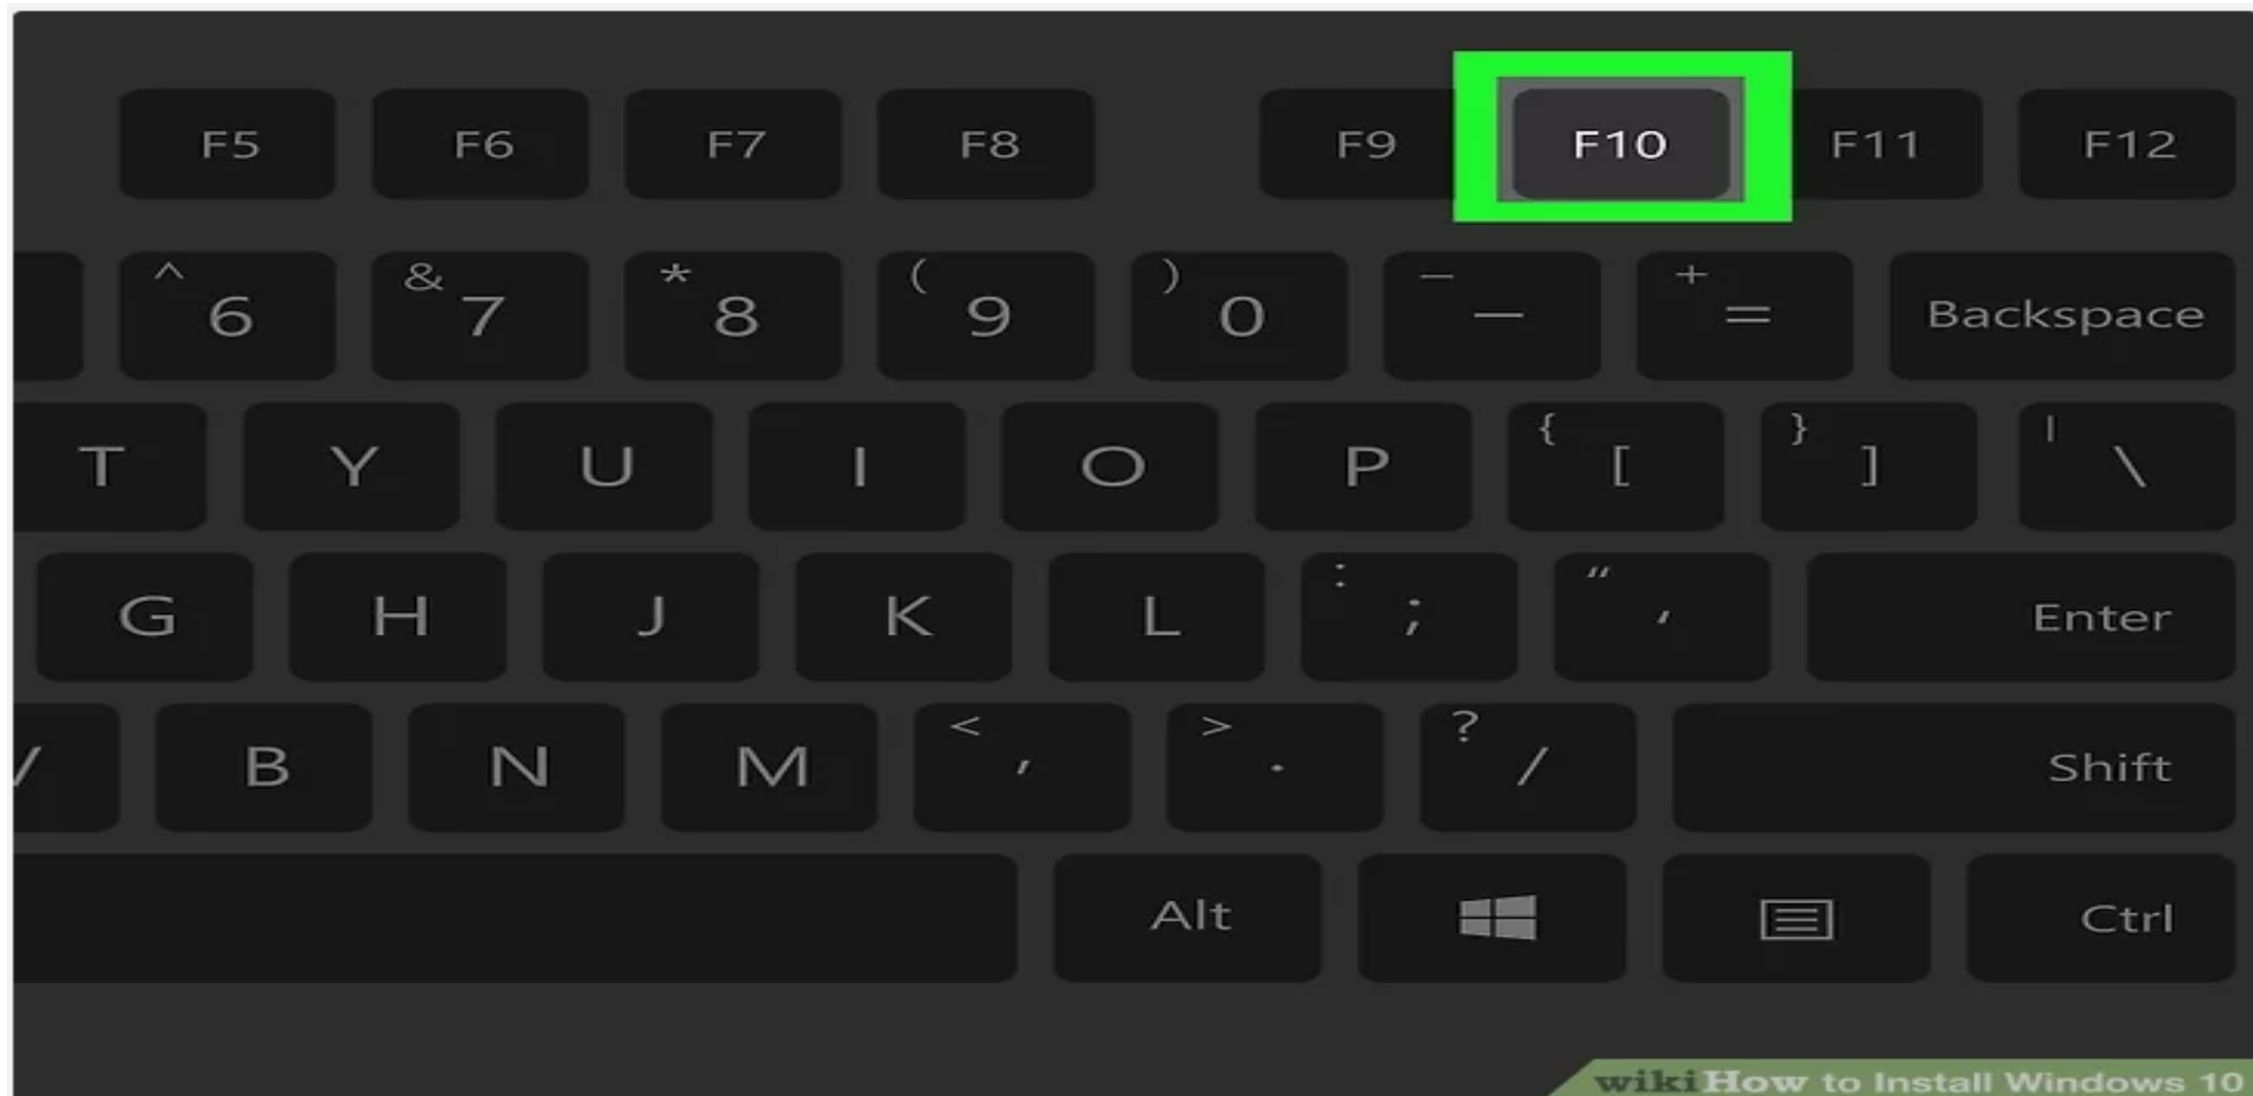 F5 F6 F7 F8 F9 F10 F11 F12
^ & * ( ) — +
6 7 8 9 0 — = Backspace
{ } |
T Y U I O P [ ] \
: "
G H J K L ; ' Enter
< > ?
V B N M , . / Shift
Alt Ctrl
wikiHow to Install Windows 10